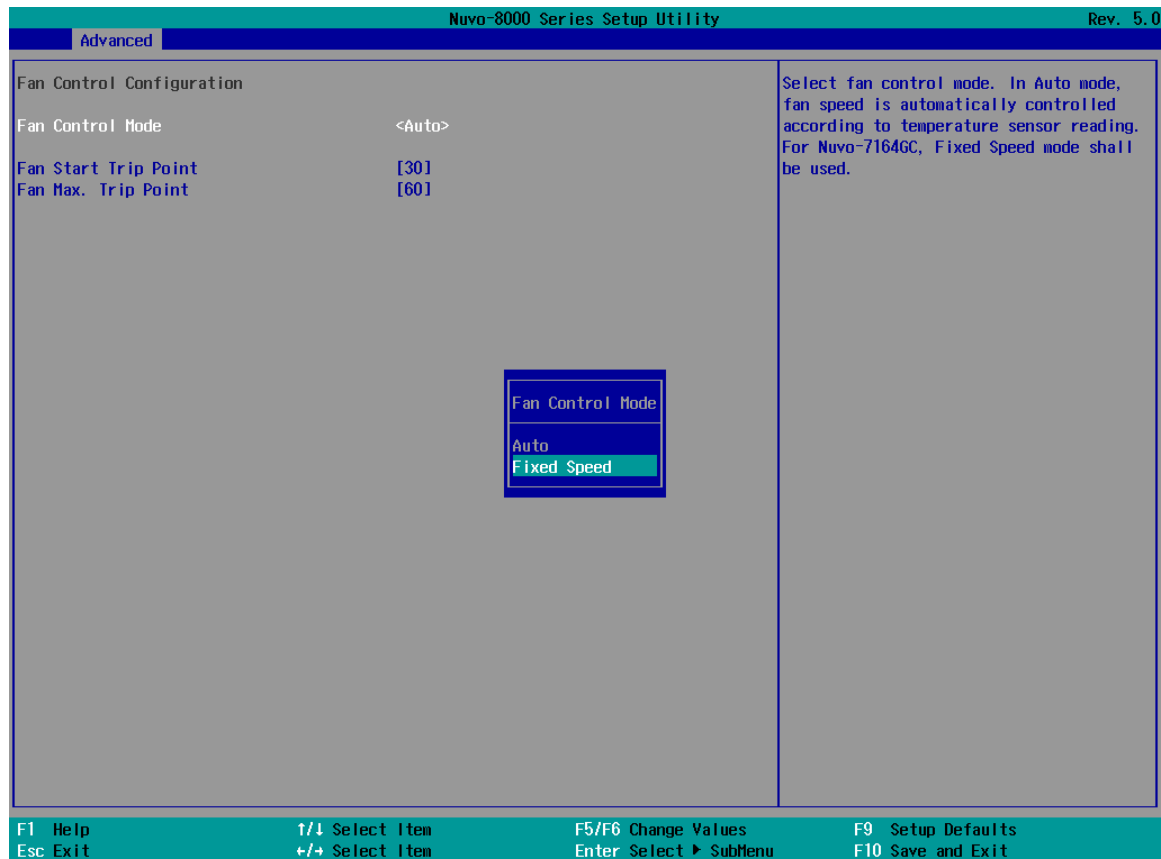 Nuvo-8000 Series Setup Utility Rev. 5.0
Advanced
Fan Control Configuration
Fan Control Mode <Auto>
Fan Start Trip Point [30]
Fan Max. Trip Point [60]
Select fan control mode. In Auto mode,
fan speed is automatically controlled
according to temperature sensor reading.
For Nuvo-7164GC, Fixed Speed mode shall
be used.
Fan Control Mode
Auto
Fixed Speed
F1 Help ↑/↓ Select Item F5/F6 Change Values F9 Setup Defaults
Esc Exit ←/→ Select Item Enter Select ▶ SubMenu F10 Save and Exit